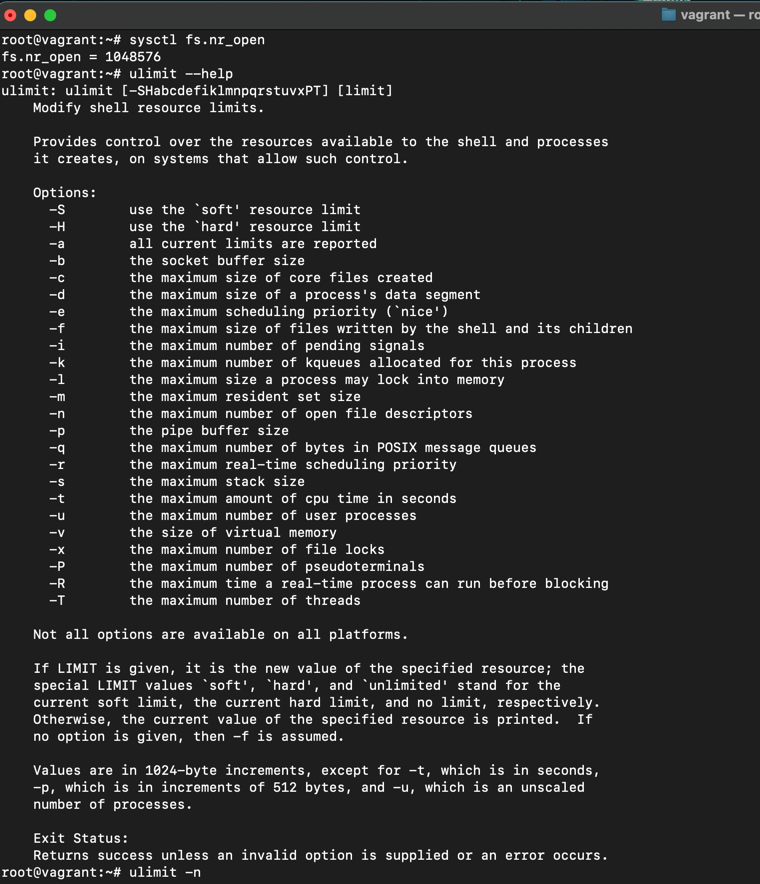 vagrant — ro
root@vagrant:~# sysctl fs.nr_open
fs.nr_open = 1048576
root@vagrant:~# ulimit --help
ulimit: ulimit [-SHabcdefiklmnpqrstuvxPT] [limit]
    Modify shell resource limits.

    Provides control over the resources available to the shell and processes
    it creates, on systems that allow such control.

    Options:
      -S        use the `soft' resource limit
      -H        use the `hard' resource limit
      -a        all current limits are reported
      -b        the socket buffer size
      -c        the maximum size of core files created
      -d        the maximum size of a process's data segment
      -e        the maximum scheduling priority (`nice')
      -f        the maximum size of files written by the shell and its children
      -i        the maximum number of pending signals
      -k        the maximum number of kqueues allocated for this process
      -l        the maximum size a process may lock into memory
      -m        the maximum resident set size
      -n        the maximum number of open file descriptors
      -p        the pipe buffer size
      -q        the maximum number of bytes in POSIX message queues
      -r        the maximum real-time scheduling priority
      -s        the maximum stack size
      -t        the maximum amount of cpu time in seconds
      -u        the maximum number of user processes
      -v        the size of virtual memory
      -x        the maximum number of file locks
      -P        the maximum number of pseudoterminals
      -R        the maximum time a real-time process can run before blocking
      -T        the maximum number of threads

    Not all options are available on all platforms.

    If LIMIT is given, it is the new value of the specified resource; the
    special LIMIT values `soft', `hard', and `unlimited' stand for the
    current soft limit, the current hard limit, and no limit, respectively.
    Otherwise, the current value of the specified resource is printed.  If
    no option is given, then -f is assumed.

    Values are in 1024-byte increments, except for -t, which is in seconds,
    -p, which is in increments of 512 bytes, and -u, which is an unscaled
    number of processes.

    Exit Status:
    Returns success unless an invalid option is supplied or an error occurs.
root@vagrant:~# ulimit -n